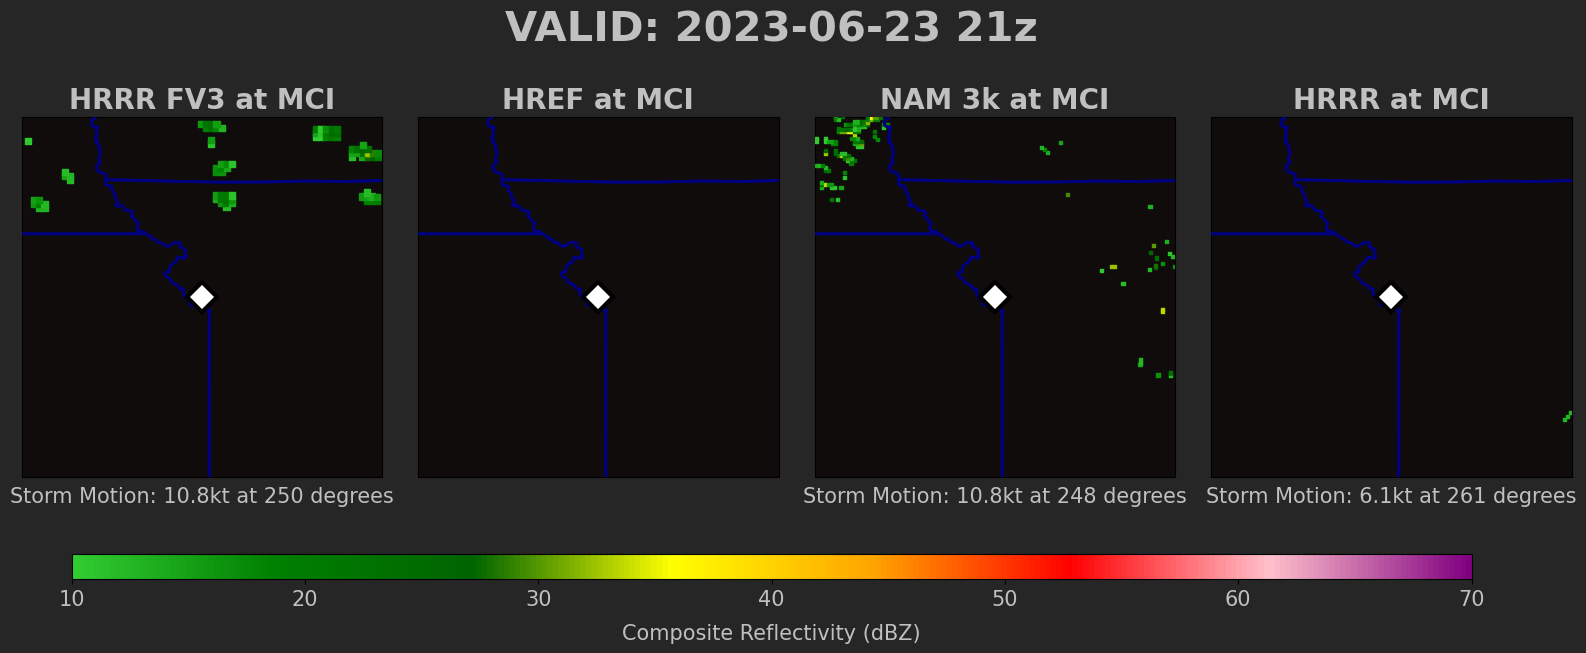 VALID: 2023-06-23 21z
HRRR FV3 at MCI
HREF at MCI
NAM 3k at MCI
HRRR at MCI
Storm Motion: 10.8kt at 250 degrees
Storm Motion: 10.8kt at 248 degrees
Storm Motion: 6.1kt at 261 degrees
10 20 30 40 50 60 70
Composite Reflectivity (dBZ)